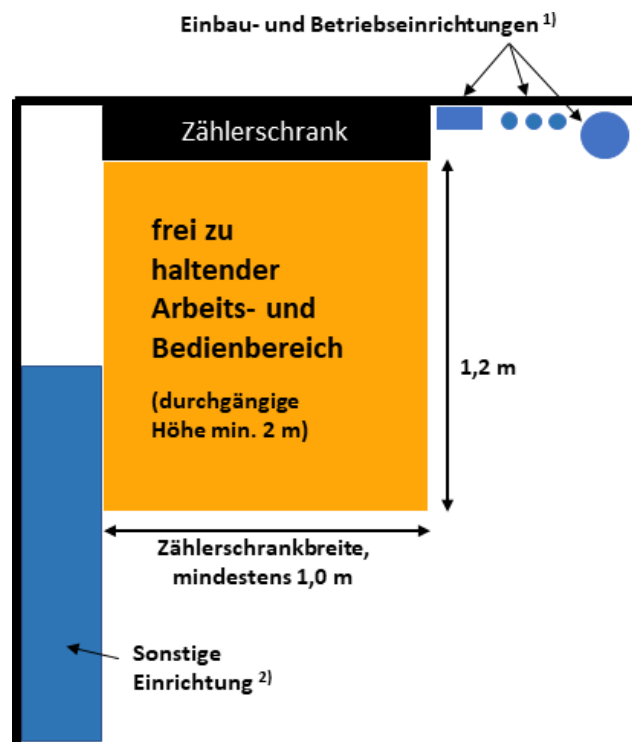 Einbau- und Betriebseinrichtungen 1)
Zählerschrank
frei zu
haltender
Arbeits- und
Bedienbereich
(durchgängige
Höhe min. 2 m)
1,2 m
Zählerschrankbreite,
mindestens 1,0 m
Sonstige
Einrichtung 2)